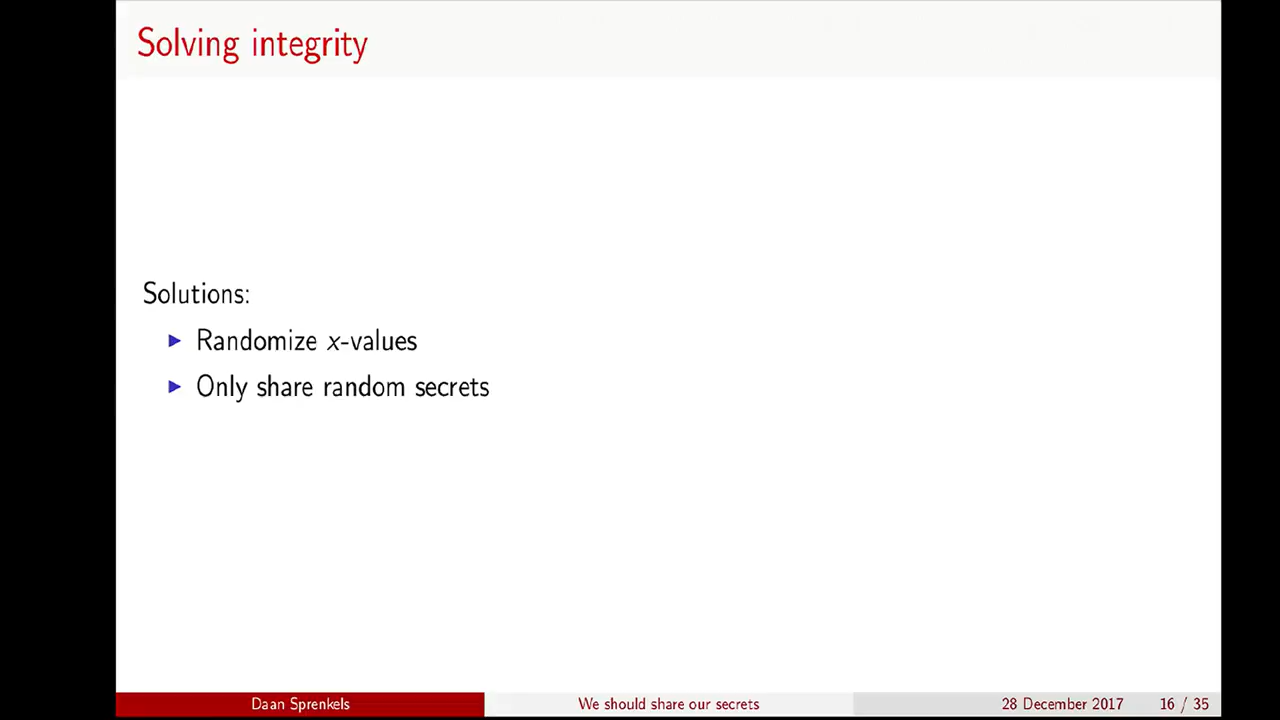 Solving integrity
Solutions:
▶ Randomize x-values
▶ Only share random secrets
Daan Sprenkels We should share our secrets 28 December 2017 16 / 35